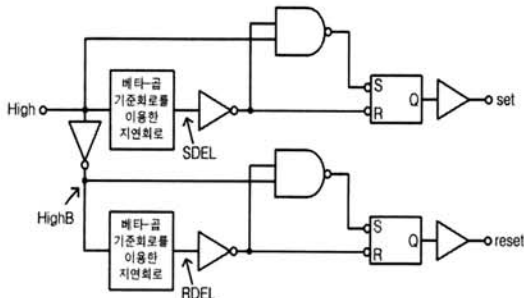 High
베타-곱
기준회로를
이용한
지연회로
SDEL
S
R
Q
set
HighB
베타-곱
기준회로를
이용한
지연회로
RDEL
S
R
Q
reset